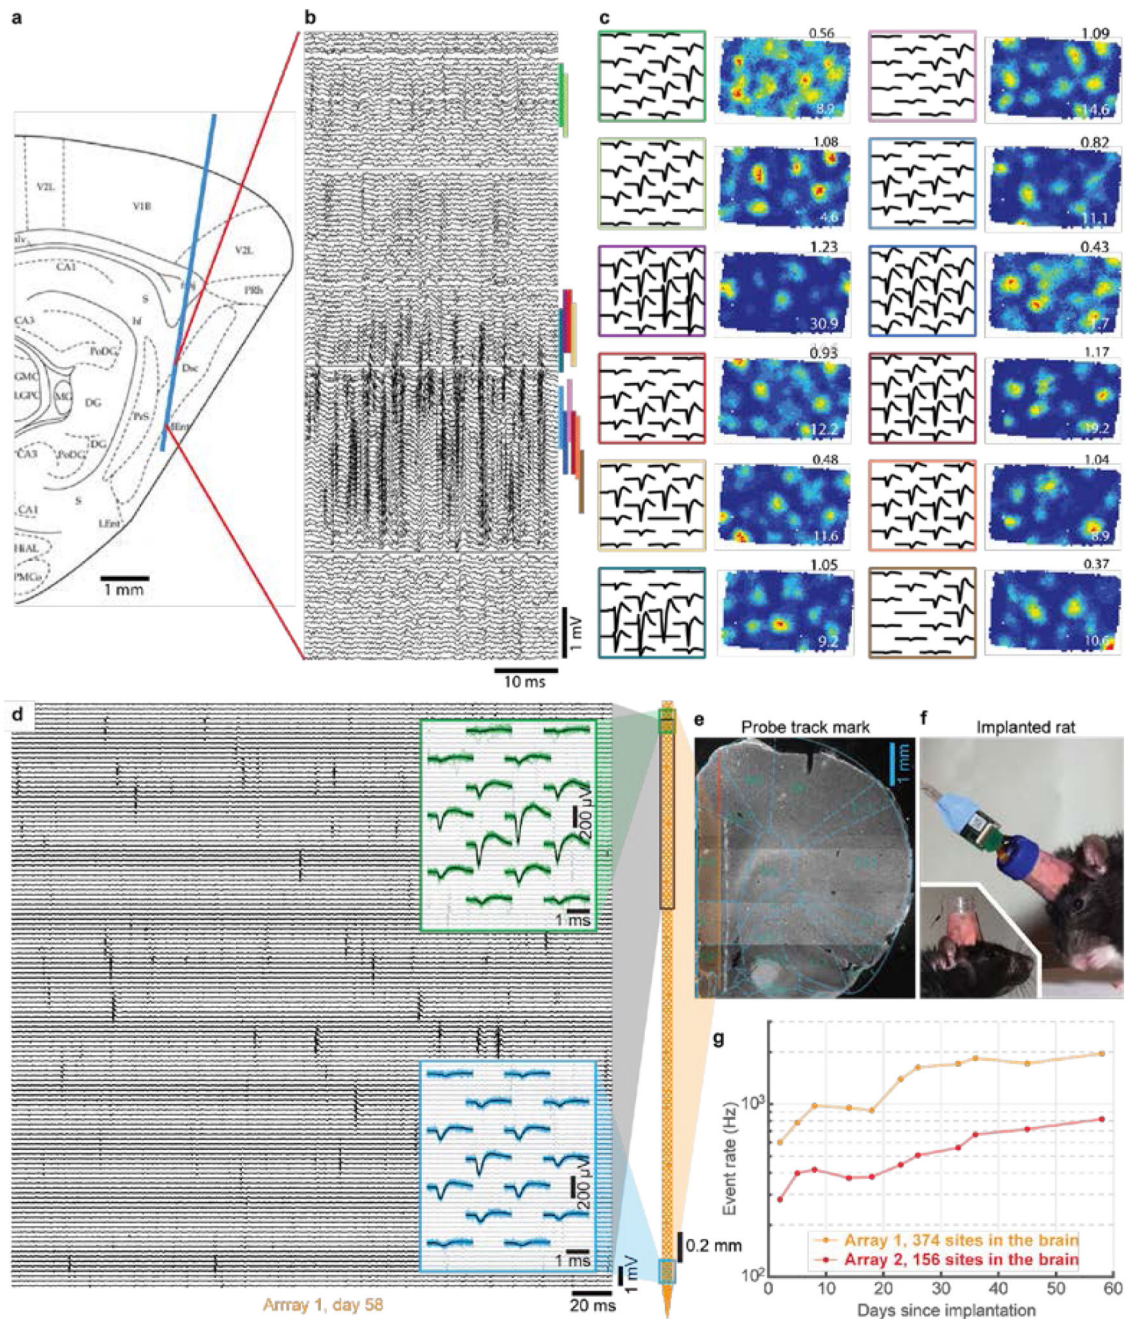 a
b
c
V2L
V1B
V2L
PRh
CA1
S
CA3
PoDG
Dsc
GMC
LGPC
MG
DG
PrS
DG
PoDG
CA3
S
CA1
LEnt
HiAL
PMCo
1 mm
1 mV
10 ms
0.56
8.9
1.09
14.6
1.08
4.6
0.82
11.1
1.23
30.9
0.43
0.93
12.2
1.17
19.2
0.48
11.6
1.04
8.9
1.05
9.2
0.37
10.6
d
200 µV
1 ms
200 µV
1 ms
1 mV
20 ms
Arrray 1, day 58
0.2 mm
e
Probe track mark
1 mm
f
Implanted rat
g
Event rate (Hz)
10³
10²
0
10
20
30
40
50
60
Days since implantation
Array 1, 374 sites in the brain
Array 2, 156 sites in the brain